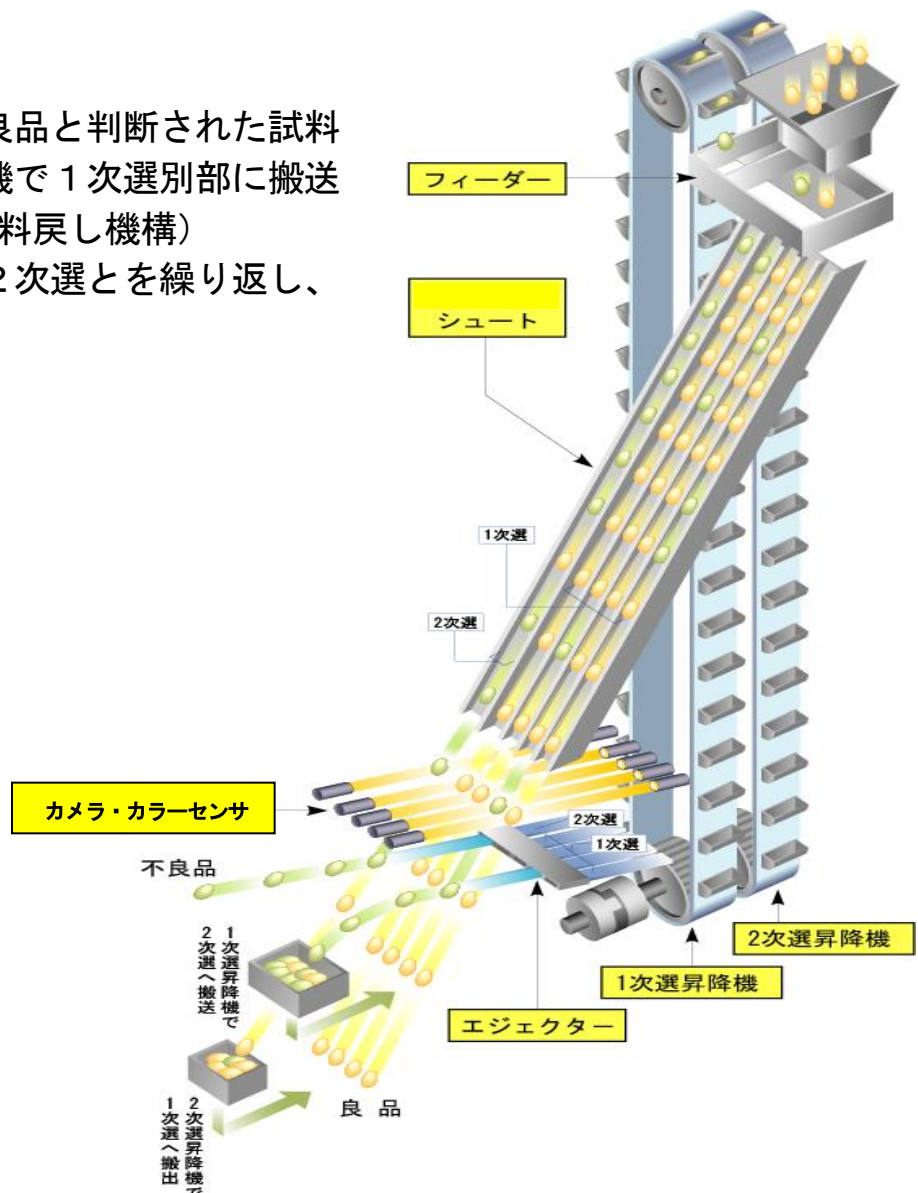 良品と判断された試料
機で１次選別部に搬送
料戻し機構）
２次選とを繰り返し、
フィーダー
シュート
1次選
2次選
カメラ・カラーセンサ
2次選
1次選
不良品
2次選昇降機
1次選昇降機
エジェクター
1次選昇降機で
2次選へ搬送
良 品
2次選昇降機で
1次選へ搬出